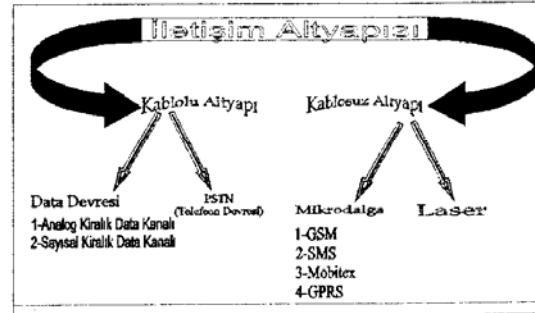 İletişim Altyapısı
Kablolu Altyapı
Kablosuz Altyapı
Data Devresi
1-Analog Kiralık Data Kanalı
2-Sayısal Kiralık Data Kanalı
PSTN
(Telefoon Devresi)
Mikrodalga
1-GSM
2-SMS
3-Mobitex
4-GPRS
Laser